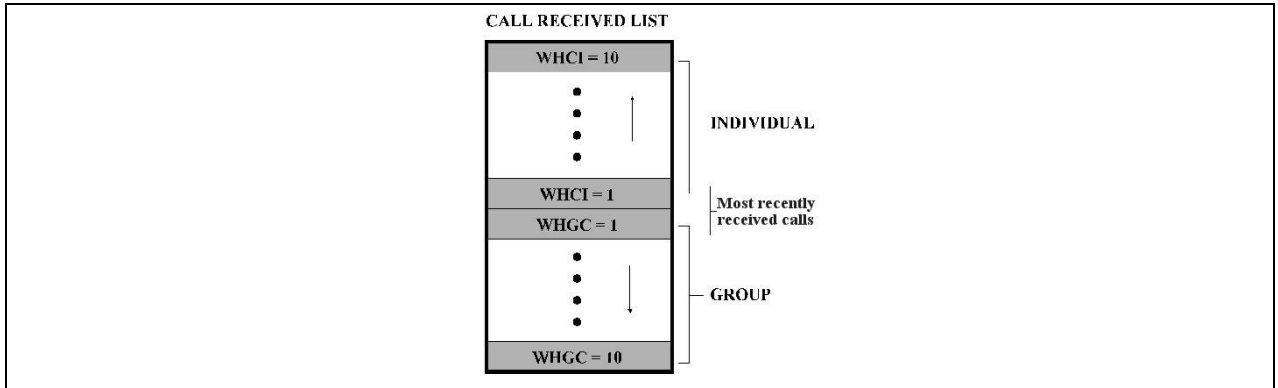 CALL RECEIVED LIST
WHCI = 10
INDIVIDUAL
WHCI = 1
Most recently
received calls
WHGC = 1
GROUP
WHGC = 10